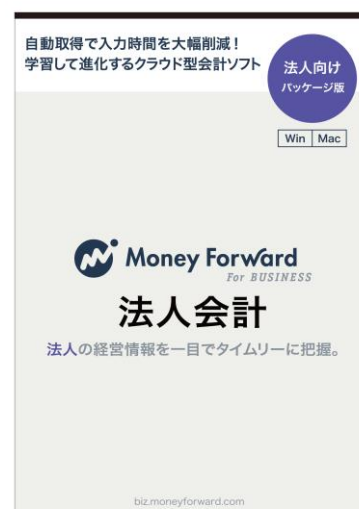 自動取得で入力時間を大幅削減！
学習して進化するクラウド型会計ソフト
法人向け
パッケージ版
Win Mac
Money Forward
For BUSINESS
法人会計
法人の経営情報を一目でタイムリーに把握。
biz.moneyforward.com